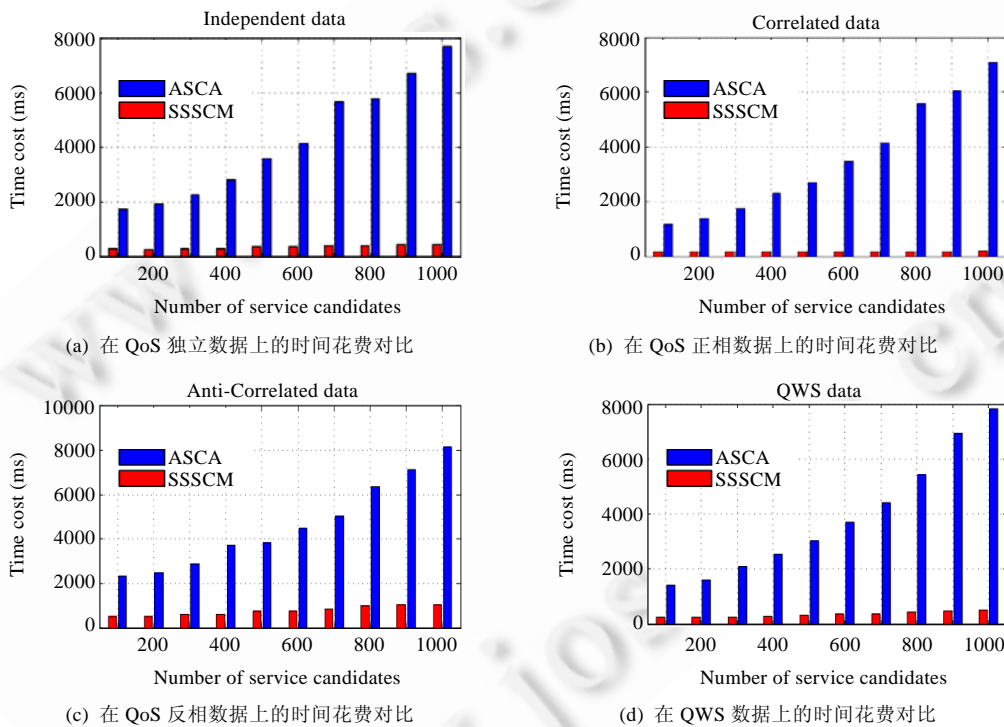 Independent data
8000
6000
4000
2000
0
Time cost (ms)
ASCA
SSSCM
200 400 600 800 1000
Number of service candidates
(a) 在 QoS 独立数据上的时间花费对比
Correlated data
8000
6000
4000
2000
0
Time cost (ms)
ASCA
SSSCM
200 400 600 800 1000
Number of service candidates
(b) 在 QoS 正相数据上的时间花费对比
Anti-Correlated data
10000
8000
6000
4000
2000
0
Time cost (ms)
ASCA
SSSCM
200 400 600 800 1000
Number of service candidates
(c) 在 QoS 反相数据上的时间花费对比
QWS data
8000
6000
4000
2000
0
Time cost (ms)
ASCA
SSSCM
200 400 600 800 1000
Number of service candidates
(d) 在 QWS 数据上的时间花费对比